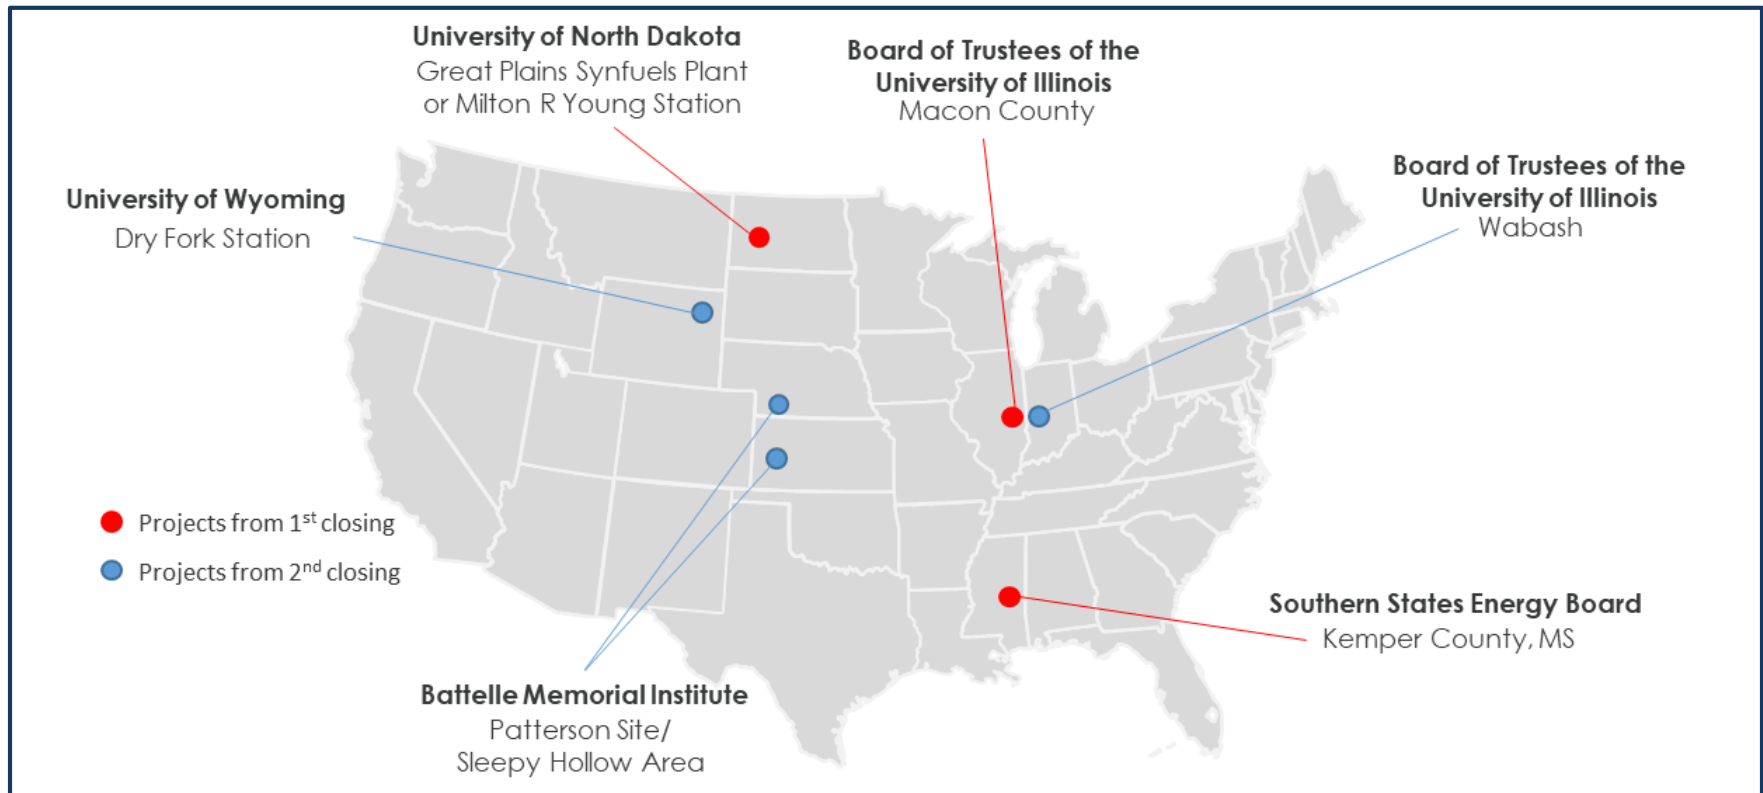 University of North Dakota
Great Plains Synfuels Plant
or Milton R Young Station
Board of Trustees of the
University of Illinois
Macon County
Board of Trustees of the
University of Illinois
Wabash
University of Wyoming
Dry Fork Station
Projects from 1st closing
Projects from 2nd closing
Southern States Energy Board
Kemper County, MS
Battelle Memorial Institute
Patterson Site/
Sleepy Hollow Area